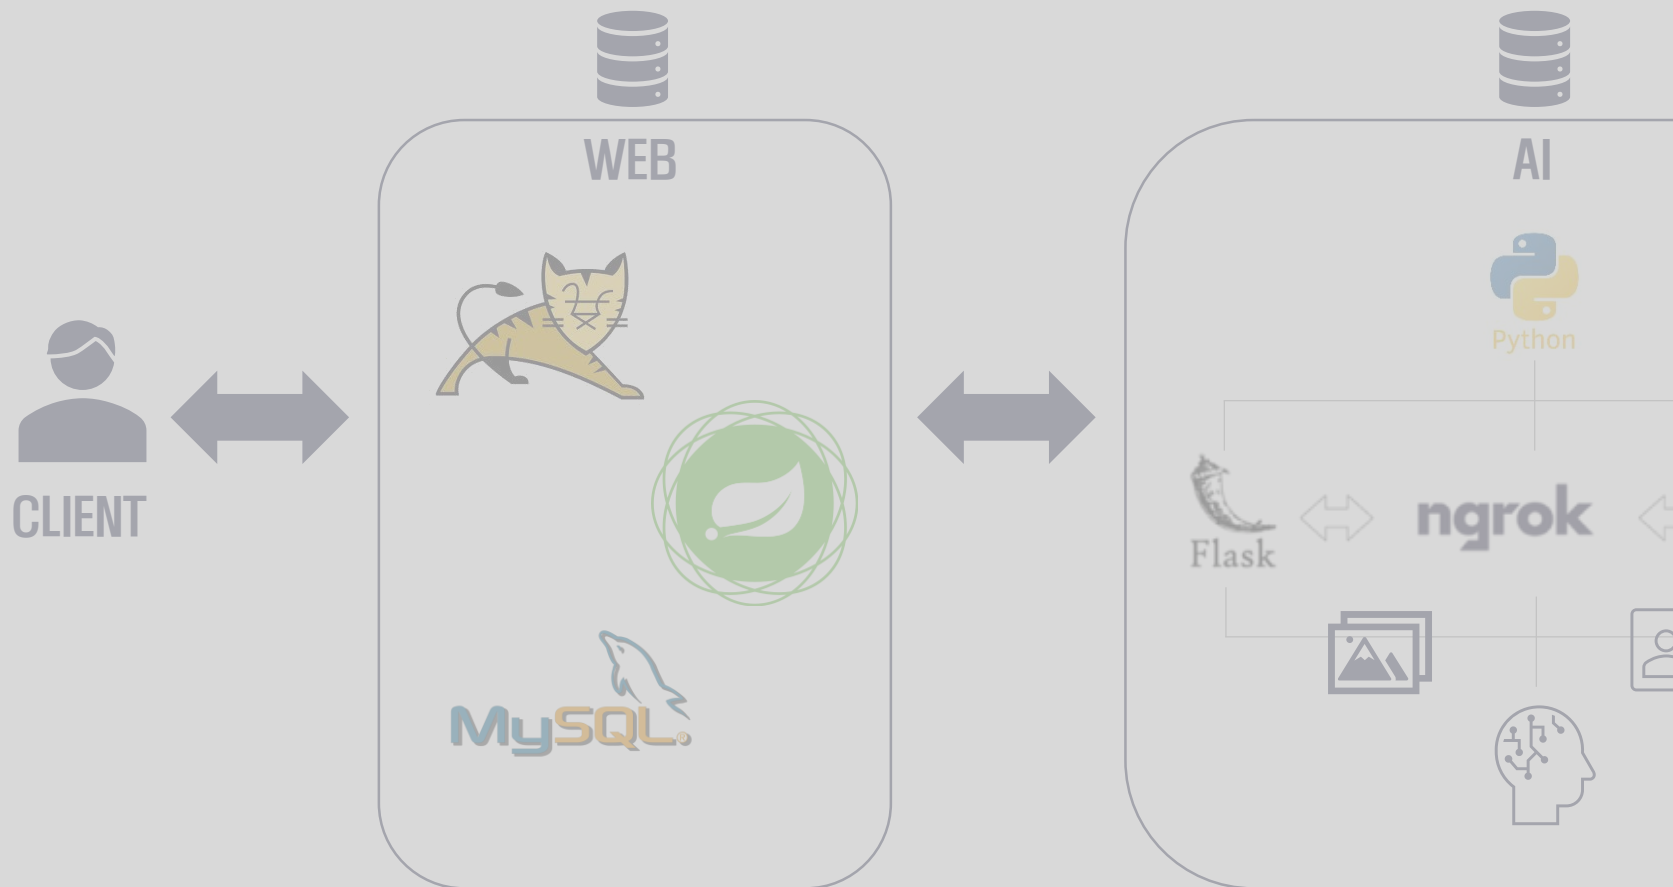 WEB
AI
Python
CLIENT
Flask
ngrok
MySQL®